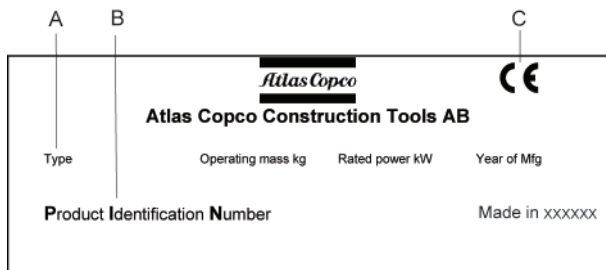 A B C
Atlas Copco CE
Atlas Copco Construction Tools AB
Type Operating mass kg Rated power kW Year of Mfg
Product Identification Number Made in xxxxxx